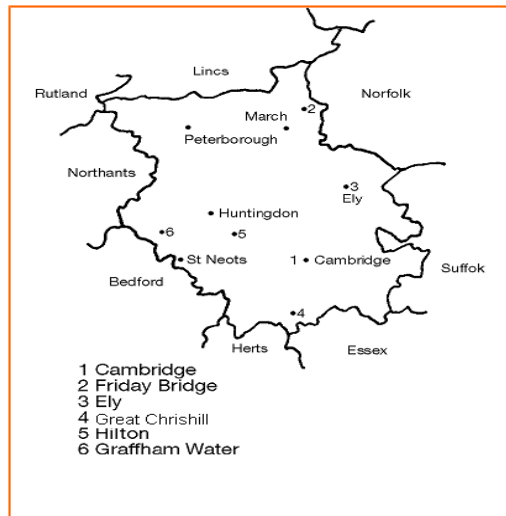 Lincs
Rutland
Norfolk
2
March
Peterborough
Northants
3
Ely
Huntingdon
6
5
St Neots
1 Cambridge
Suffok
Bedford
4
Herts
Essex
1 Cambridge
2 Friday Bridge
3 Ely
4 Great Chrishill
5 Hilton
6 Graffham Water